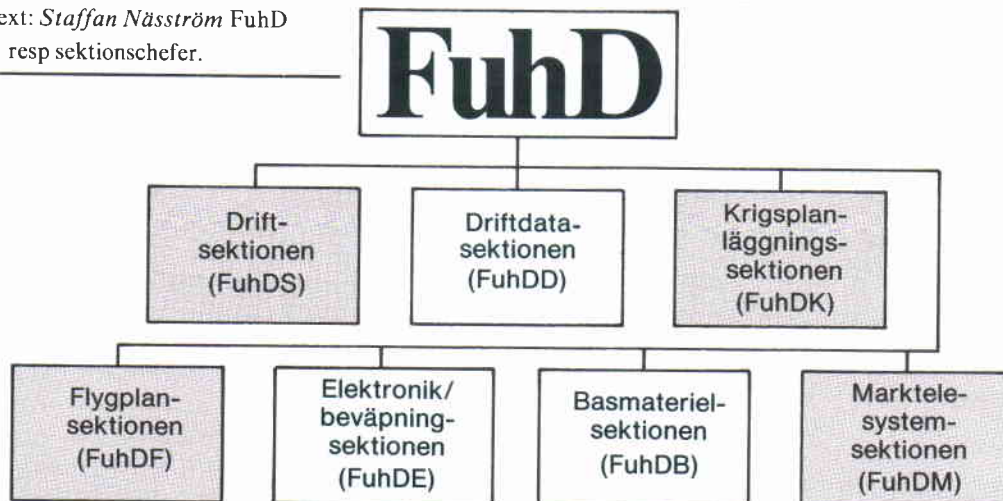 ext: Staffan Näsström FuhD
resp sektionschefer.
FuhD
Drift-
sektionen
(FuhDS)
Driftdata-
sektionen
(FuhDD)
Krigsplan-
läggnings-
sektionen
(FuhDK)
Flygplan-
sektionen
(FuhDF)
Elektronik/
beväpning-
sektionen
(FuhDE)
Basmateriel-
sektionen
(FuhDB)
Marktele-
system-
sektionen
(FuhDM)